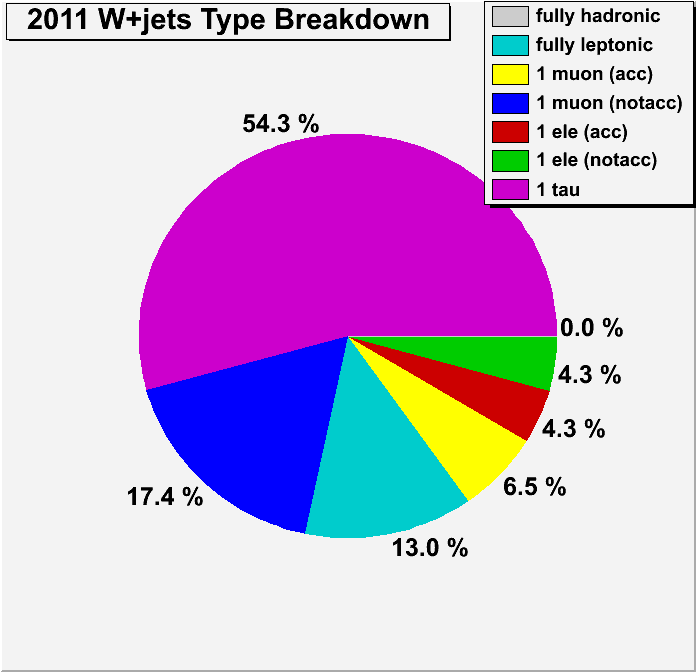 2011 W+jets Type Breakdown
fully hadronic
fully leptonic
1 muon (acc)
1 muon (notacc)
1 ele (acc)
1 ele (notacc)
1 tau
54.3 %
0.0 %
4.3 %
4.3 %
6.5 %
17.4 %
13.0 %